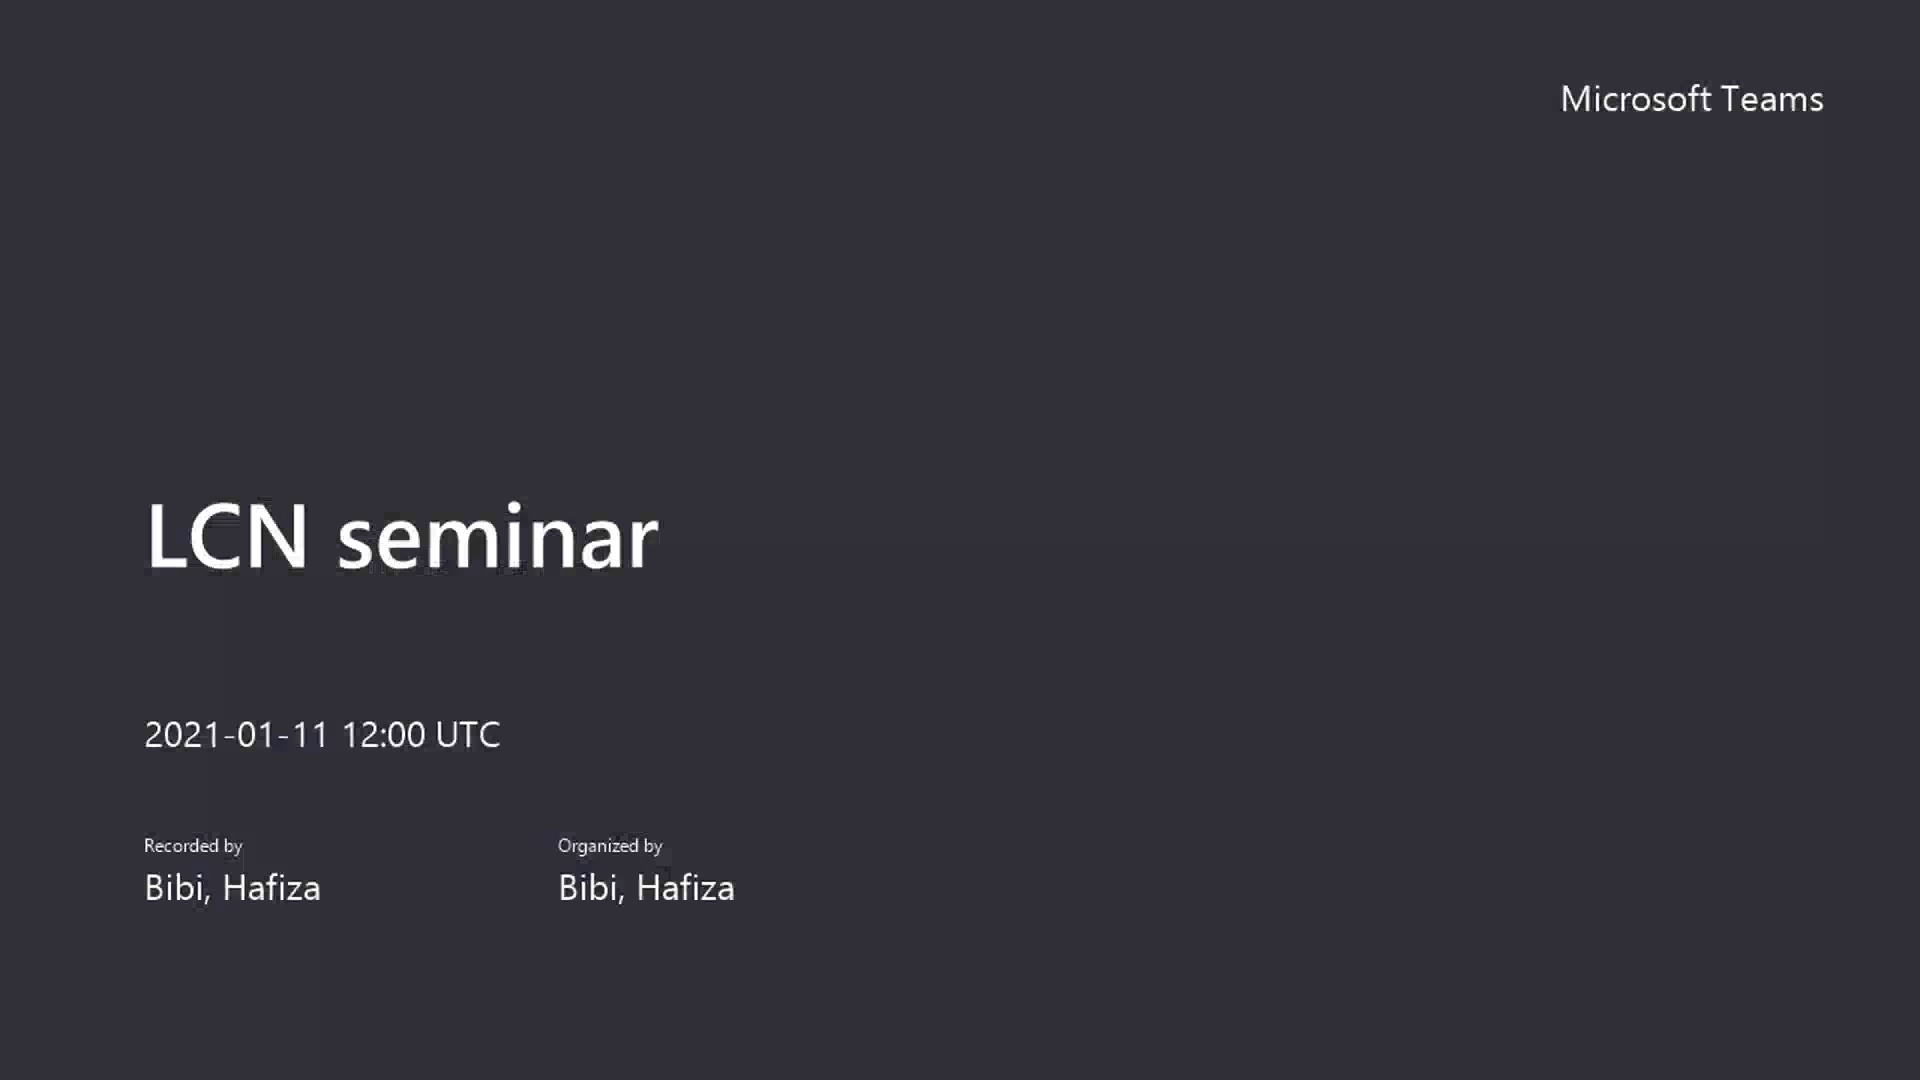 Microsoft Teams
LCN seminar
2021-01-11 12:00 UTC
Recorded by
Bibi, Hafiza
Organized by
Bibi, Hafiza